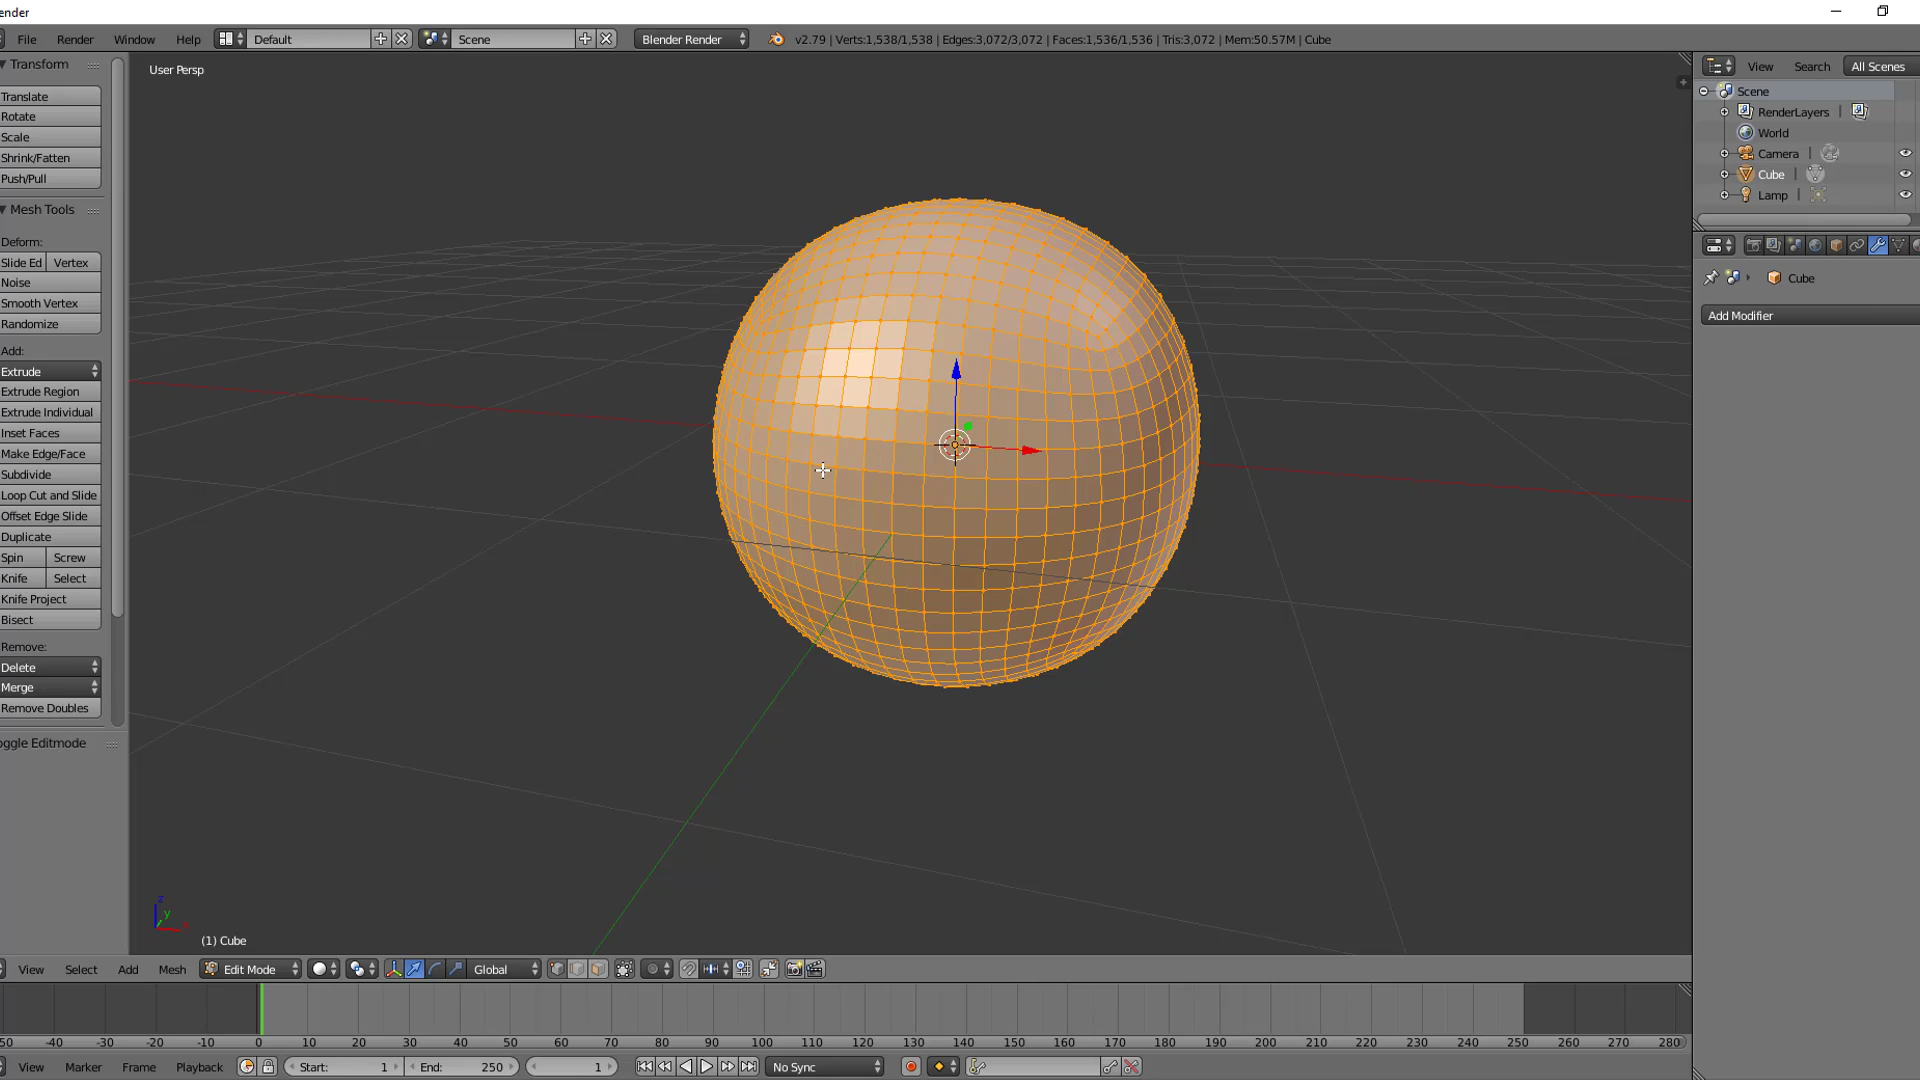 ender
File Render Window Help Default Scene Blender Render v2.79 | Verts:1,538/1,538 | Edges:3,072/3,072 | Faces:1,536/1,536 | Tris:3,072 | Mem:50.57M | Cube
Transform
Translate
Rotate
Scale
Shrink/Fatten
Push/Pull
Mesh Tools
Deform:
Slide Ed Vertex
Noise
Smooth Vertex
Randomize
Add:
Extrude
Extrude Region
Extrude Individual
Inset Faces
Make Edge/Face
Subdivide
Loop Cut and Slide
Offset Edge Slide
Duplicate
Spin Screw
Knife Select
Knife Project
Bisect
Remove:
Delete
Merge
Remove Doubles
oggle Editmode
User Persp
z
y
x
(1) Cube
View Search All Scenes
Scene
RenderLayers |
World
Camera |
Cube |
Lamp |
Cube
Add Modifier
View Select Add Mesh Edit Mode Global
50 -40 -30 -20 -10 0 10 20 30 40 50 60 70 80 90 100 110 120 130 140 150 160 170 180 190 200 210 220 230 240 250 260 270 280
View Marker Frame Playback Start: 1 End: 250 1 No Sync